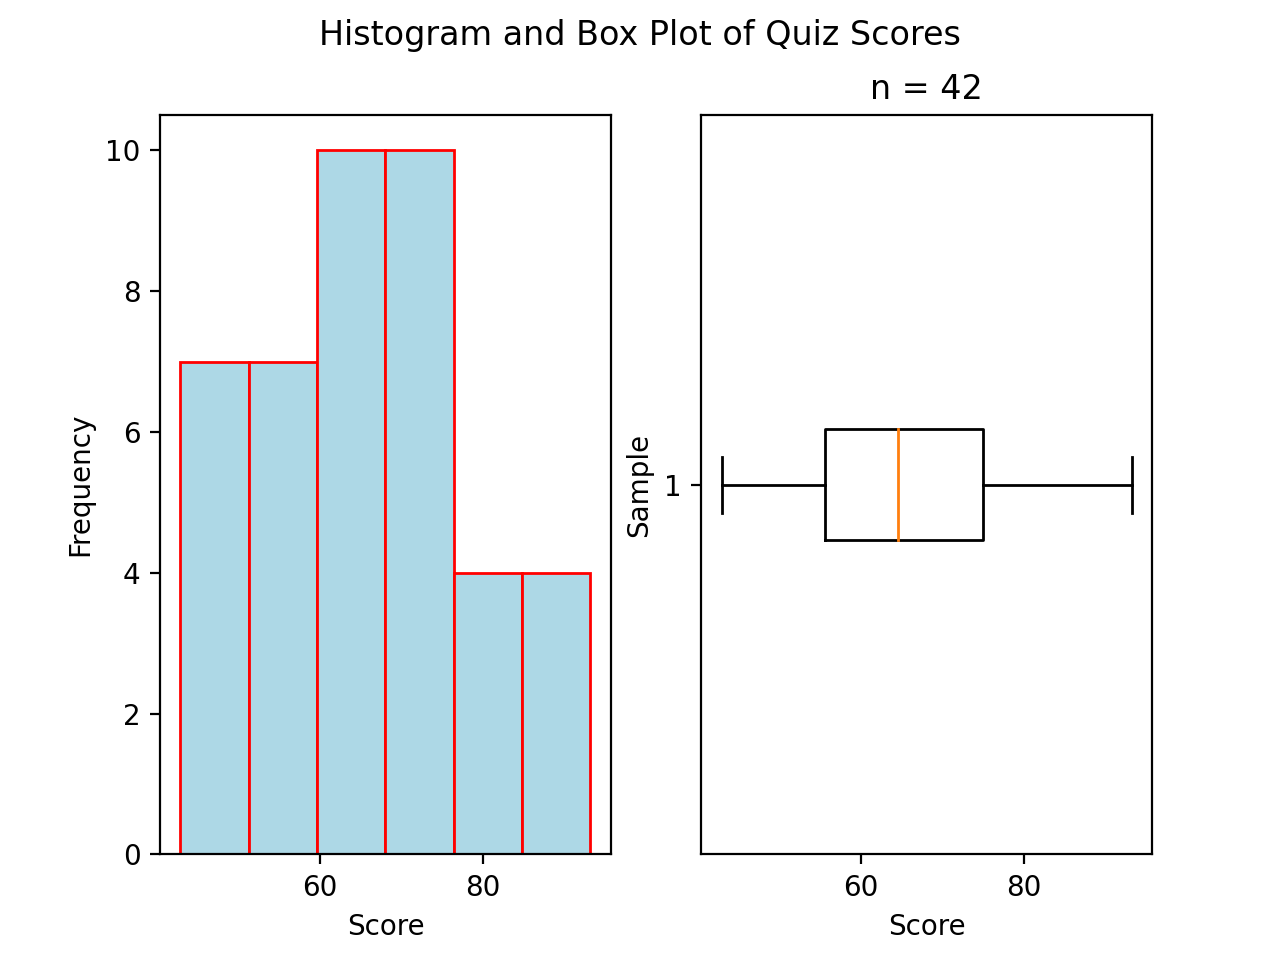 Histogram and Box Plot of Quiz Scores
10
8
6
4
2
0
Frequency
60 80
Score
n = 42
Sample
1
60 80
Score